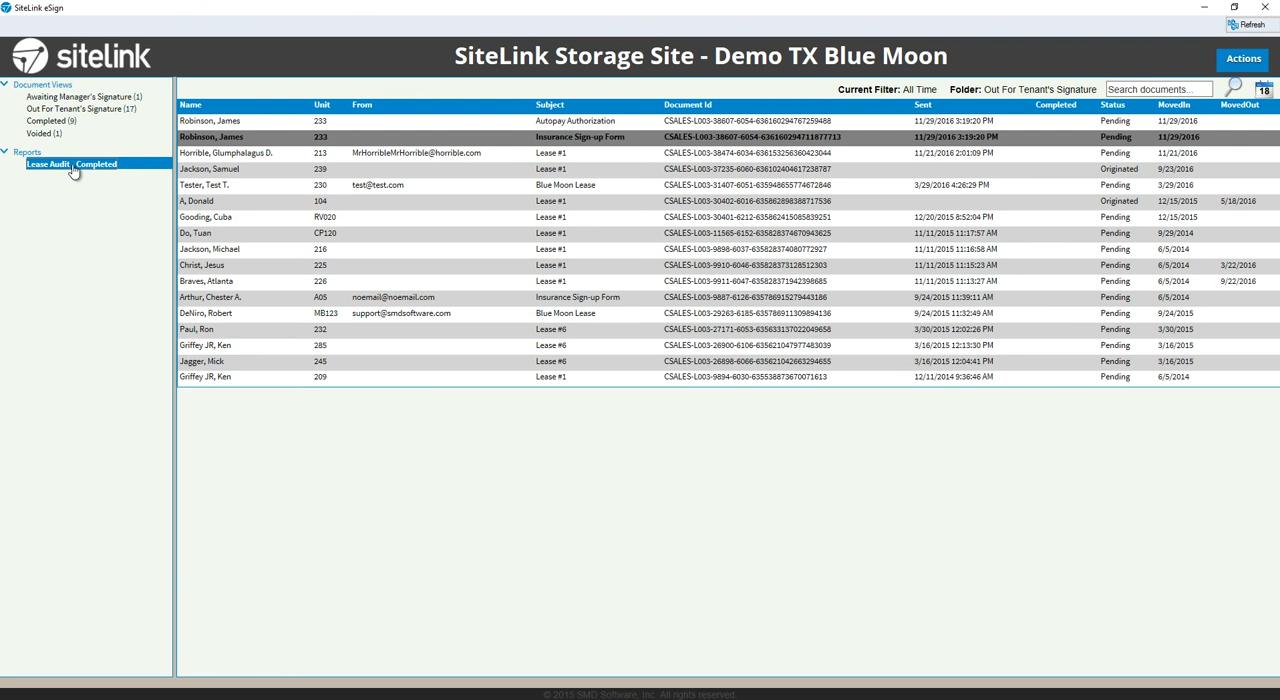 SiteLink eSign
Refresh
sitelink
SiteLink Storage Site - Demo TX Blue Moon
Actions
Document Views
Awaiting Manager's Signature (1)
Out For Tenant's Signature (17)
Completed (9)
Voided (1)
Reports
Lease Audit - Completed
Current Filter: All Time Folder: Out For Tenant's Signature Search documents... 18
Name Unit From Subject Document Id Sent Completed Status MovedIn MovedOut
Robinson, James 233 Autopay Authorization CSALES-L003-38607-6054-636160294767259488 11/29/2016 3:19:20 PM Pending 11/29/2016
Robinson, James 233 Insurance Sign-up Form CSALES-L003-38607-6054-636160294711877713 11/29/2016 3:19:20 PM Pending 11/29/2016
Horrible, Glumphalagus D. 213 MrHorribleMrHorrible@horrible.com Lease #1 CSALES-L003-38474-6034-636153256360423044 11/21/2016 2:01:09 PM Pending 11/21/2016
Jackson, Samuel 239 Lease #1 CSALES-L003-37235-6060-636102404617238787 Originated 9/23/2016
Tester, Test T. 230 test@test.com Blue Moon Lease CSALES-L003-31407-6051-635948655774672846 3/29/2016 4:26:29 PM Pending 3/29/2016
A, Donald 104 Lease #1 CSALES-L003-30402-6016-635862898388717536 Originated 12/15/2015 5/18/2016
Gooding, Cuba RV020 Lease #1 CSALES-L003-30401-6212-635862415085839251 12/20/2015 8:52:04 PM Pending 12/15/2015
Do, Tuan CP120 Lease #1 CSALES-L003-11565-6152-635828374670943625 11/11/2015 11:17:57 AM Pending 9/29/2014
Jackson, Michael 216 Lease #1 CSALES-L003-9898-6037-635828374080772927 11/11/2015 11:16:58 AM Pending 6/5/2014
Christ, Jesus 225 Lease #1 CSALES-L003-9910-6046-635828373128512303 11/11/2015 11:15:23 AM Pending 6/5/2014 3/22/2016
Braves, Atlanta 226 Lease #1 CSALES-L003-9911-6047-635828371942398685 11/11/2015 11:13:27 AM Pending 6/5/2014 9/22/2016
Arthur, Chester A. A05 noemail@noemail.com Insurance Sign-up Form CSALES-L003-9887-6126-635786915279443186 9/24/2015 11:39:11 AM Pending 6/5/2014
DeNiro, Robert MB123 support@smdsoftware.com Blue Moon Lease CSALES-L003-29263-6185-635786911309894136 9/24/2015 11:32:49 AM Pending 9/24/2015
Paul, Ron 232 Lease #6 CSALES-L003-27171-6053-635633137022049658 3/30/2015 12:02:26 PM Pending 3/30/2015
Griffey JR, Ken 285 Lease #6 CSALES-L003-26900-6106-635621047977483039 3/16/2015 12:13:30 PM Pending 3/16/2015
Jagger, Mick 245 Lease #6 CSALES-L003-26898-6066-635621042663294655 3/16/2015 12:04:41 PM Pending 3/16/2015
Griffey JR, Ken 209 Lease #1 CSALES-L003-9894-6030-635538873670071613 12/11/2014 9:36:46 AM Pending 6/5/2014
© 2015 SMD Software, Inc. All rights reserved.